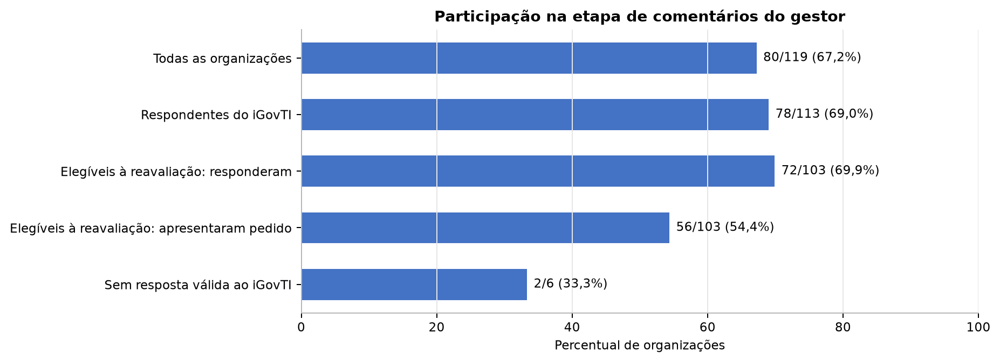 Participação na etapa de comentários do gestor
Todas as organizações
80/119 (67,2%)
Respondentes do iGovTI
78/113 (69,0%)
Elegíveis à reavaliação: responderam
72/103 (69,9%)
Elegíveis à reavaliação: apresentaram pedido
56/103 (54,4%)
Sem resposta válida ao iGovTI
2/6 (33,3%)
0 20 40 60 80 100
Percentual de organizações